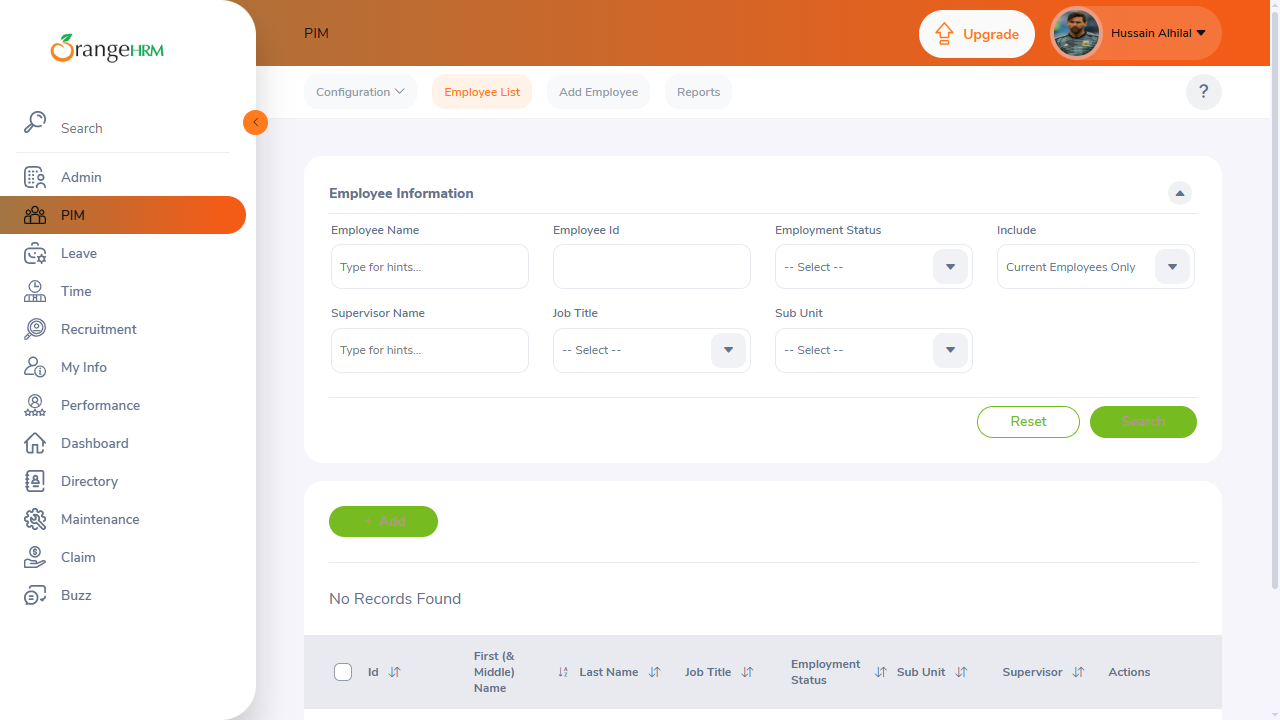 OrangeHRM
PIM
Upgrade
Hussain Alhilal
Configuration
Employee List
Add Employee
Reports
?
Search
Admin
PIM
Leave
Time
Recruitment
My Info
Performance
Dashboard
Directory
Maintenance
Claim
Buzz
Employee Information
Employee Name
Employee Id
Employment Status
Include
Type for hints...
-- Select --
Current Employees Only
Supervisor Name
Job Title
Sub Unit
Type for hints...
-- Select --
-- Select --
Reset
Search
+ Add
No Records Found
Id
First (&
Middle)
Name
Last Name
Job Title
Employment
Status
Sub Unit
Supervisor
Actions